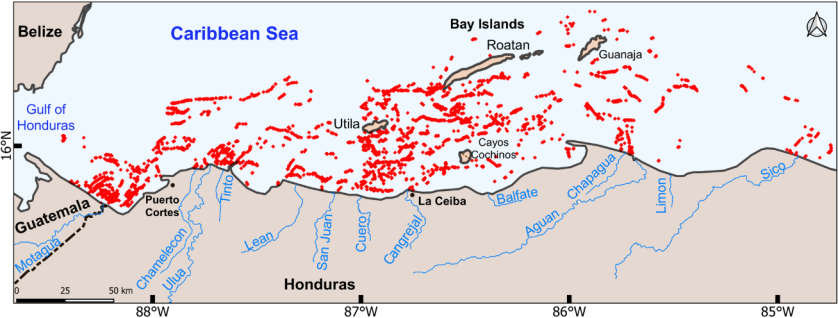 Belize
Caribbean Sea
Bay Islands
Roatan
Guanaja
Gulf of
Honduras
Utila
Cayos
Cochinos
16°N
Guatemala
Puerto
Cortes
La Ceiba
Motagua
Chamelecon
Ulua
Tinto
Lean
San Juan
Cuero
Cangrejal
Balfate
Aguan
Chapagua
Limon
Sico
Honduras
0 25 50 km
88°W 87°W 86°W 85°W